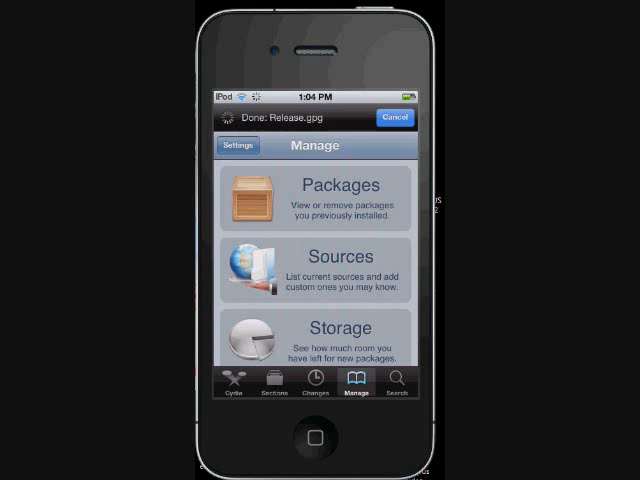 iPod 1:04 PM
Done: Release.gpg Cancel
Settings Manage
Packages
View or remove packages
you previously installed.
Sources
List current sources and add
custom ones you may know.
Storage
See how much room you
have left for new packages.
Cydia Sections Changes Manage Search